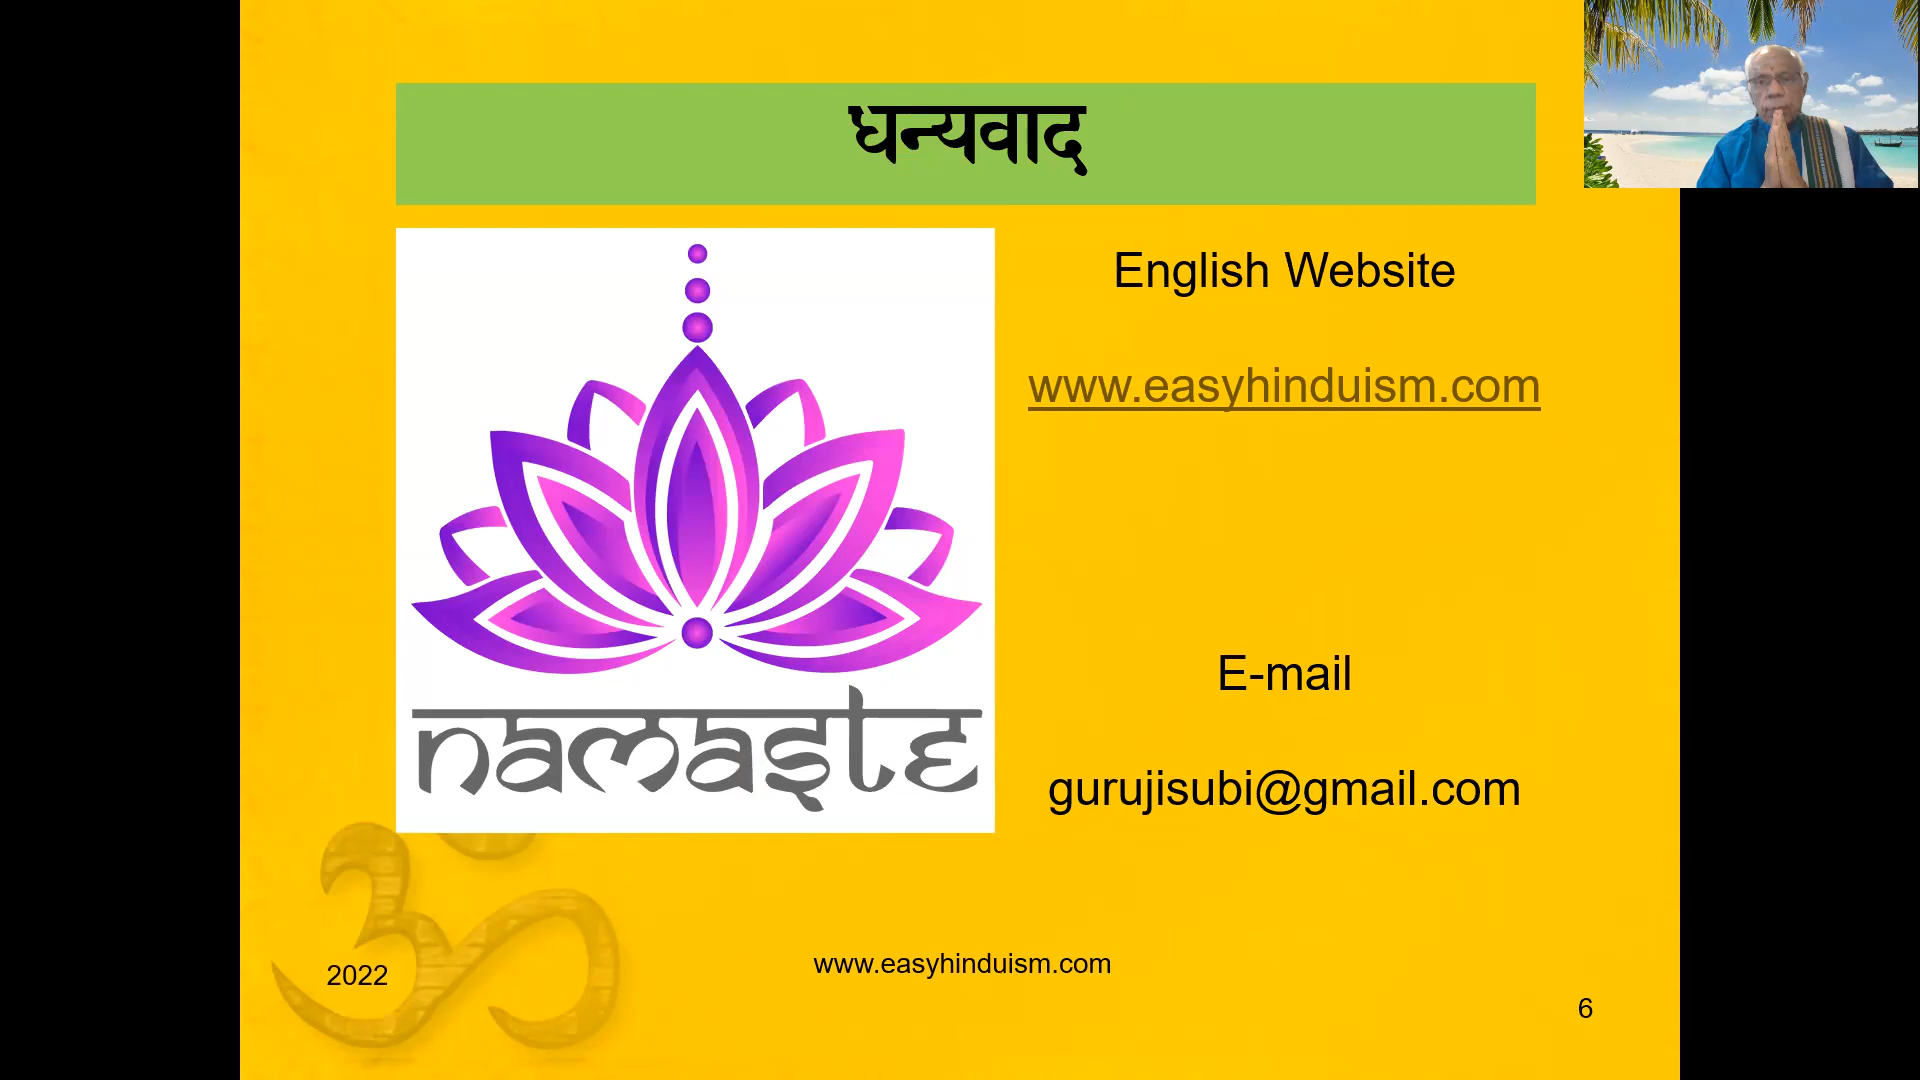 धन्यवाद
English Website
www.easyhinduism.com
namaste
E-mail
gurujisubi@gmail.com
2022
www.easyhinduism.com
6